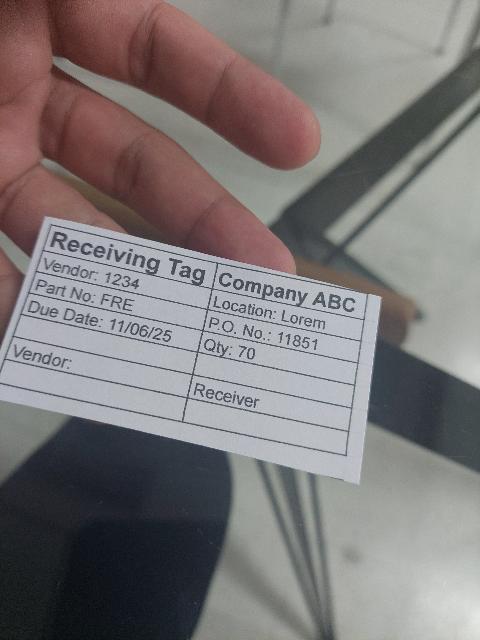 Receiving Tag Company ABC
Vendor: 1234 Location: Lorem
Part No: FRE P.O. No.: 11851
Due Date: 11/06/25 Qty: 70
Vendor: Receiver